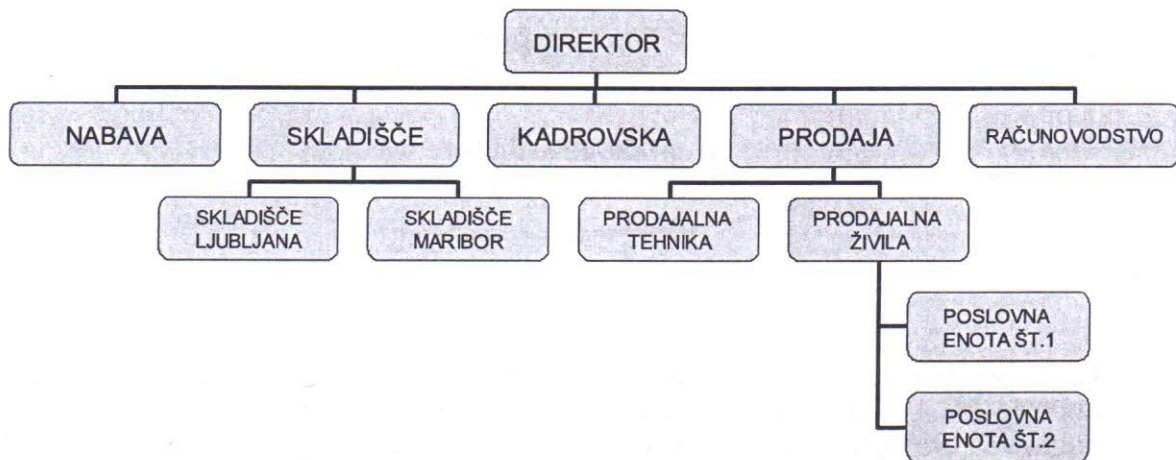 DIREKTOR
NABAVA
SKLADIŠČE
KADROVSKA
PRODAJA
RAČUNOVODSTVO
SKLADIŠČE
LJUBLJANA
SKLADIŠČE
MARIBOR
PRODAJALNA
TEHNIKA
PRODAJALNA
ŽIVILA
POSLOVNA
ENOTA ŠT.1
POSLOVNA
ENOTA ŠT.2